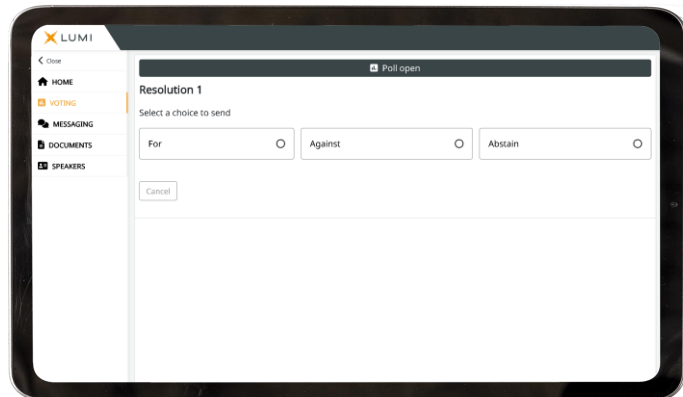 LUMI
Close
HOME
VOTING
MESSAGING
DOCUMENTS
SPEAKERS
Poll open
Resolution 1
Select a choice to send
For
Against
Abstain
Cancel